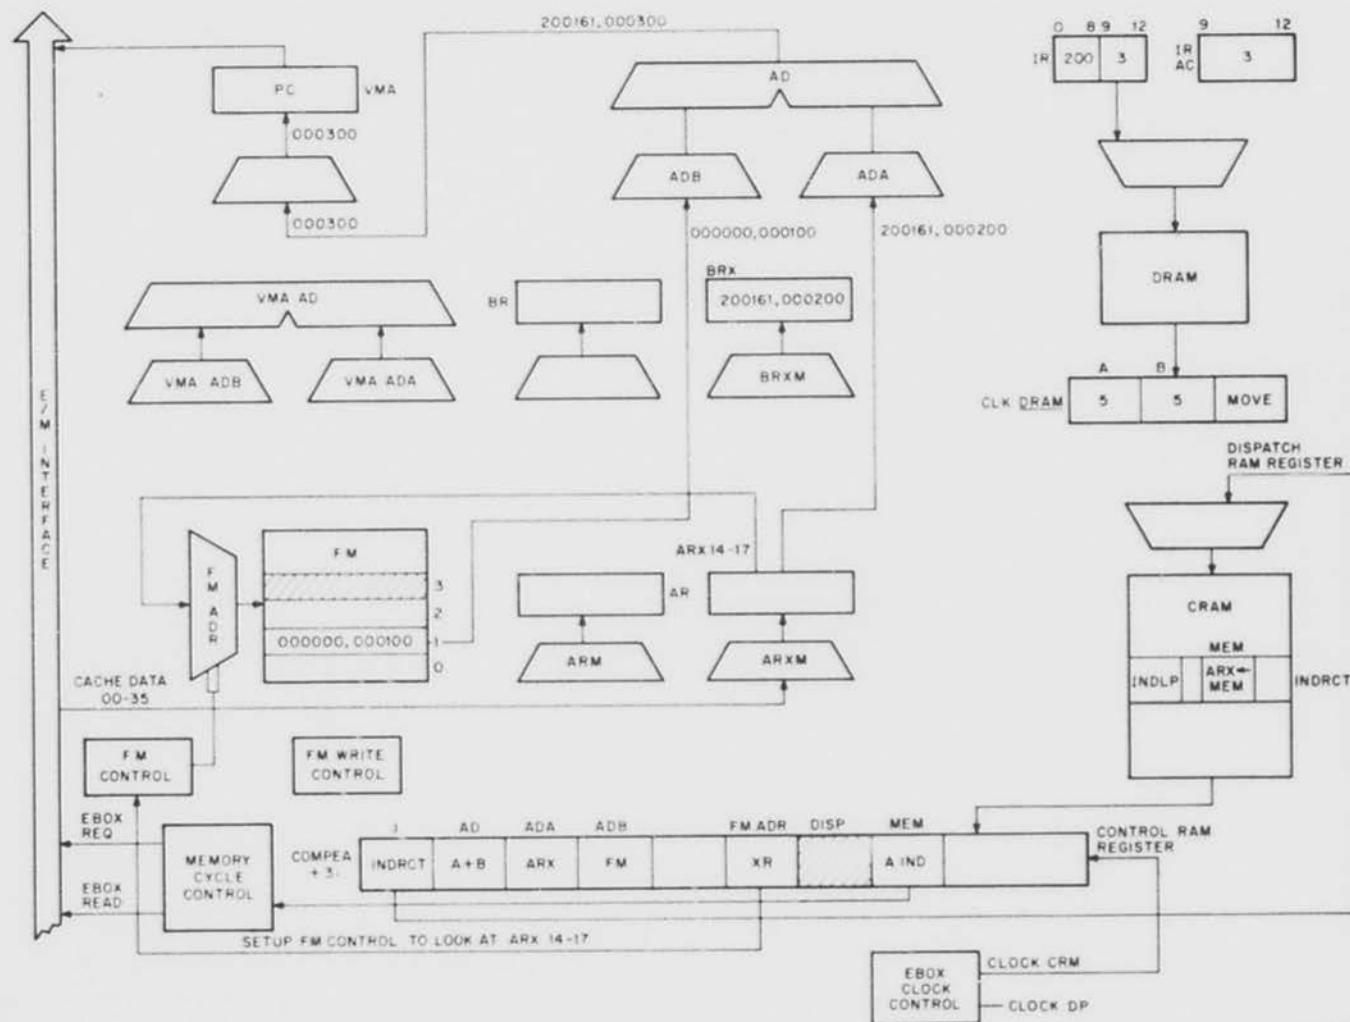 200161,000300
0 8 9 12
9 12
IR 200 3
IR AC 3
PC VMA
AD
000300
ADB
ADA
000300
000000,000100
200161,000200
DRAM
BRX
VMA AD
BR
200161,000200
VMA ADB
VMA ADA
BRXM
A B
CLK DRAM 5 5 MOVE
E/M INTERFACE
DISPATCH
RAM REGISTER
ARX 14-17
FM ADR
FM
3
2
000000,000100 1
0
AR
ARM
ARXM
CRAM
MEM
INDLP
ARX←
MEM
INDRCT
CACHE DATA
00-35
FM
CONTROL
FM WRITE
CONTROL
EBOX
REQ
EBOX
READ
MEMORY
CYCLE
CONTROL
J AD ADA ADB FM ADR DISP MEM
COMPEA
+3:
INDRCT A+B ARX FM XR A IND
CONTROL RAM
REGISTER
SETUP FM CONTROL TO LOOK AT ARX 14-17
EBOX
CLOCK
CONTROL
CLOCK CRM
CLOCK DP